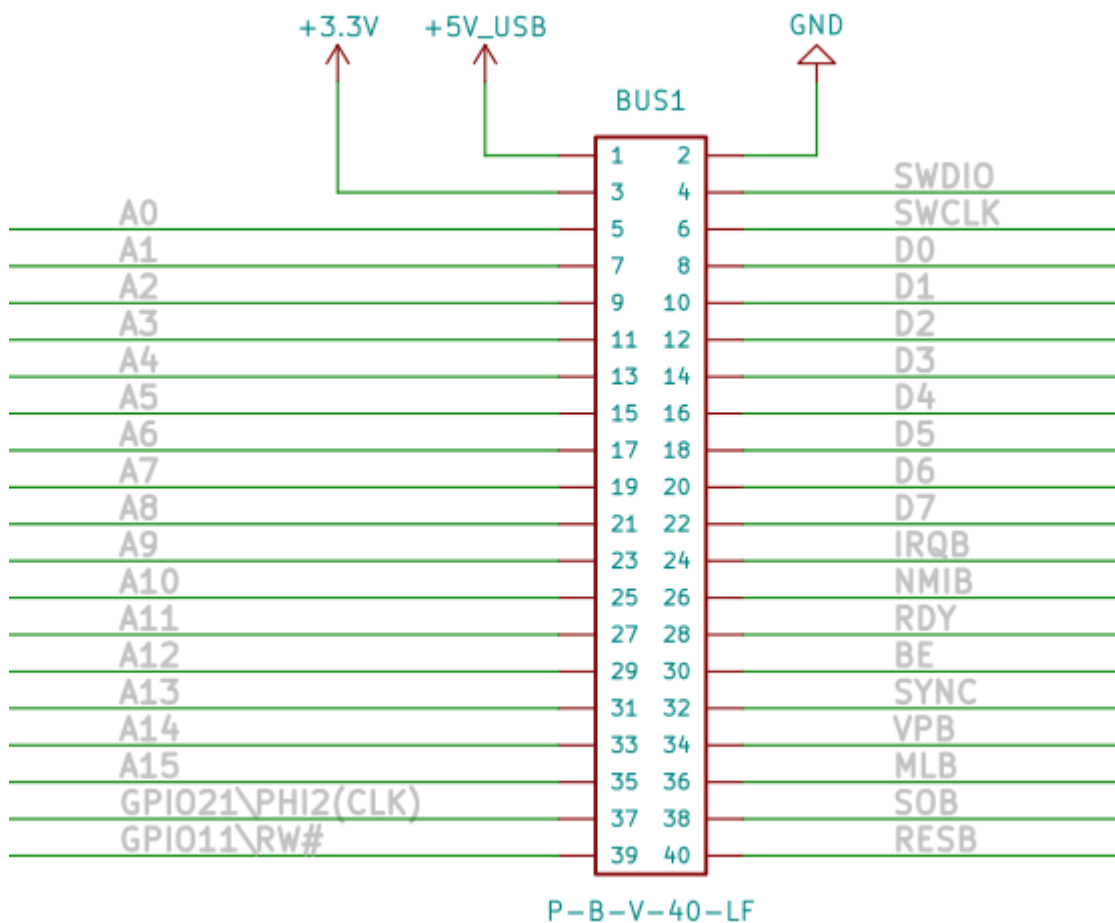 +3.3V +5V_USB GND
BUS1
1 2
3 4 SWDIO
A0 5 6 SWCLK
A1 7 8 D0
A2 9 10 D1
A3 11 12 D2
A4 13 14 D3
A5 15 16 D4
A6 17 18 D5
A7 19 20 D6
A8 21 22 D7
A9 23 24 IRQB
A10 25 26 NMIB
A11 27 28 RDY
A12 29 30 BE
A13 31 32 SYNC
A14 33 34 VPB
A15 35 36 MLB
GPIO21\PHI2(CLK) 37 38 SOB
GPIO11\RW# 39 40 RESB
P-B-V-40-LF